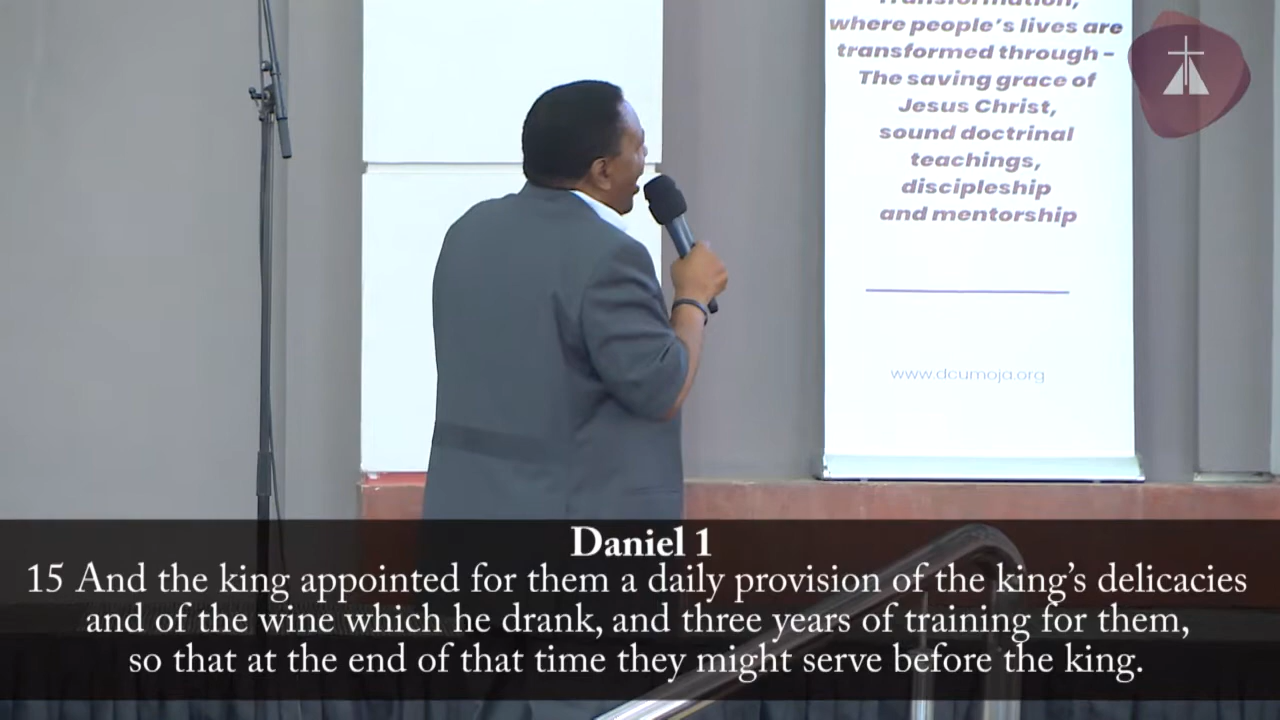 Transformation,
where people's lives are
transformed through –
The saving grace of
Jesus Christ,
sound doctrinal
teachings,
discipleship
and mentorship
www.dcumoja.org
Daniel 1
15 And the king appointed for them a daily provision of the king's delicacies
and of the wine which he drank, and three years of training for them,
so that at the end of that time they might serve before the king.